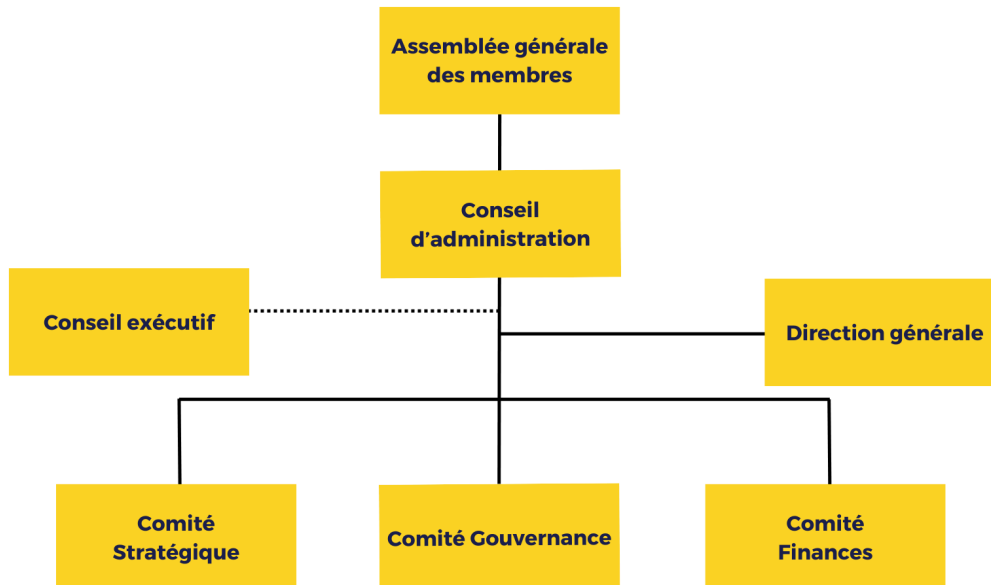 Assemblée générale
des membres
Conseil
d’administration
Conseil exécutif
Direction générale
Comité
Stratégique
Comité Gouvernance
Comité
Finances